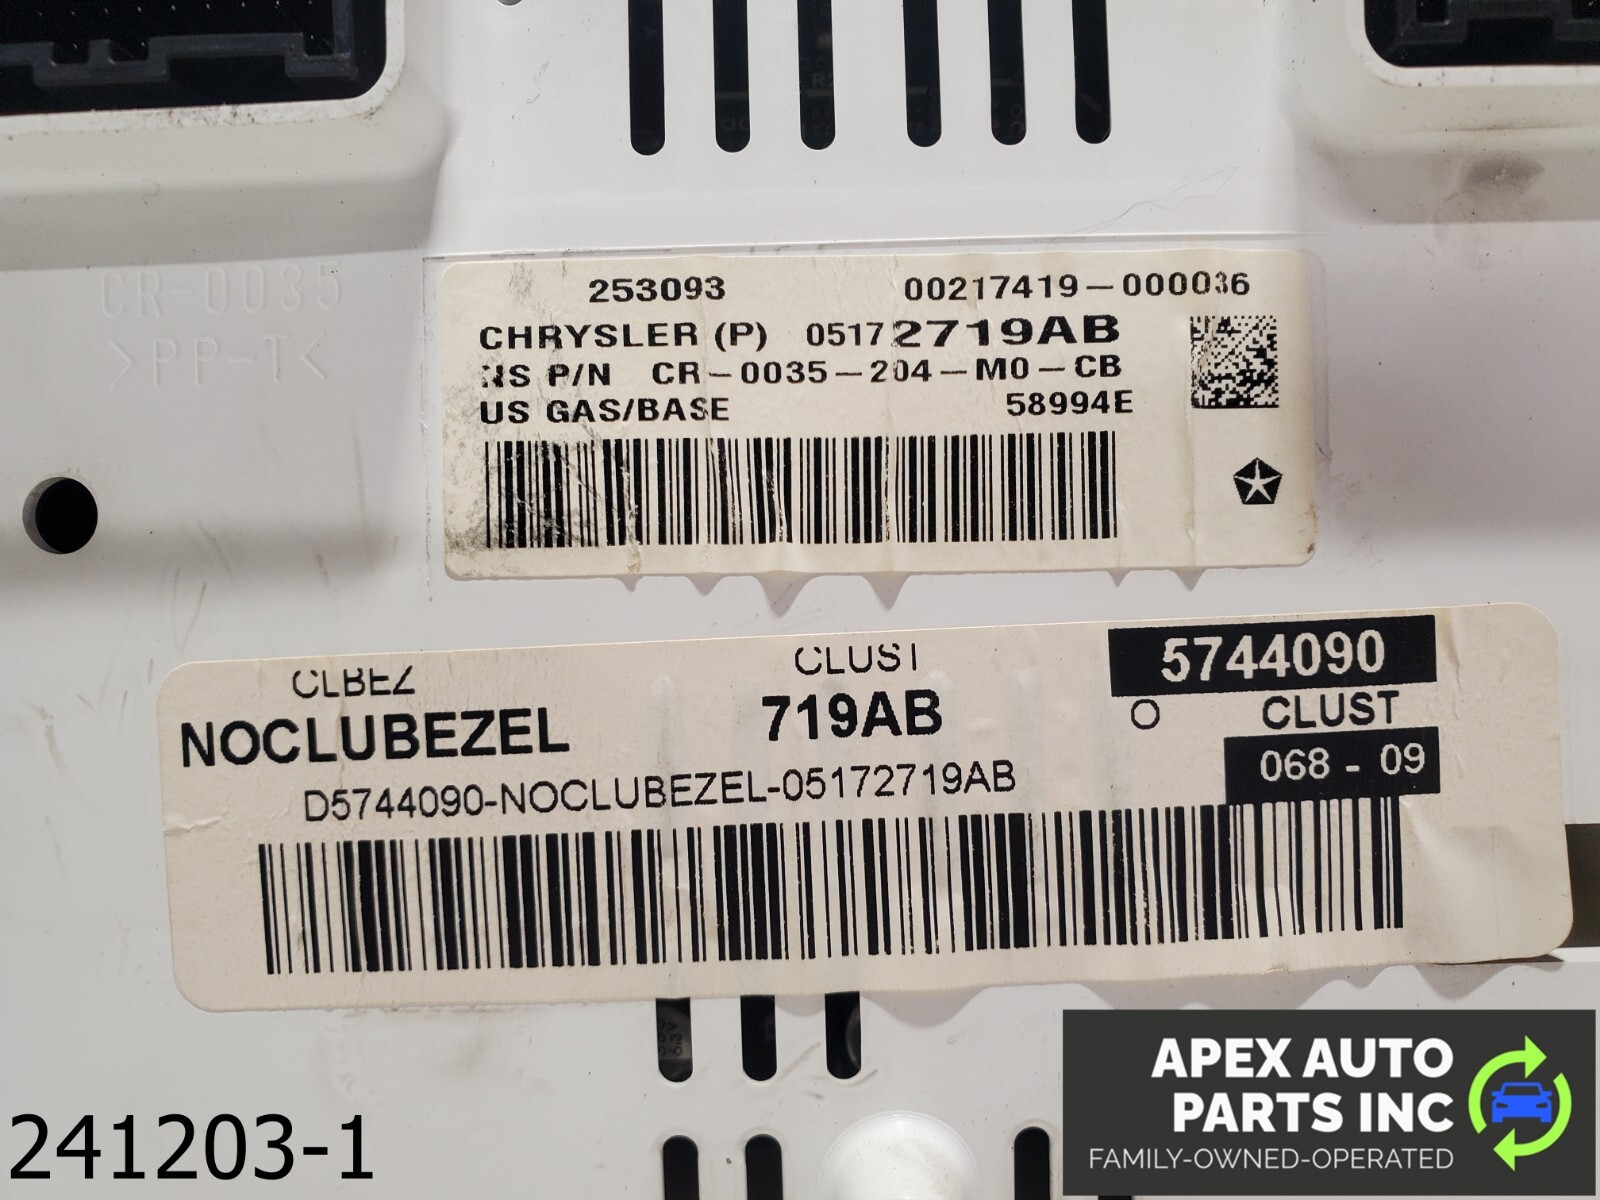 CR-0035
>PP-T<
253093 00217419-000036
CHRYSLER (P) 05172719AB
NS P/N CR-0035-204-M0-CB
US GAS/BASE 58994E
CLBEZ CLUST 5744090
NOCLUBEZEL 719AB O CLUST
D5744090-NOCLUBEZEL-05172719AB 068 - 09
241203-1
APEX AUTO
PARTS INC
FAMILY-OWNED-OPERATED